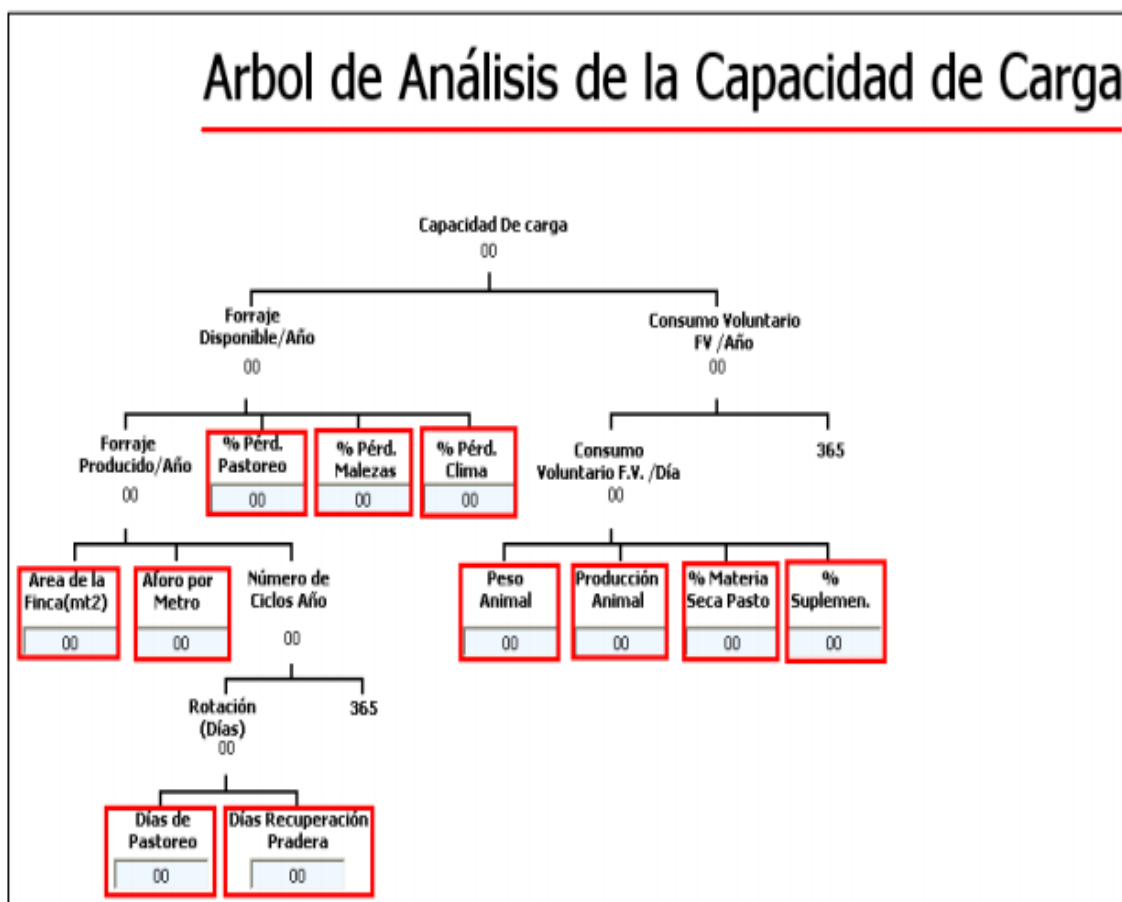 Arbol de Análisis de la Capacidad de Carga
Capacidad De carga
00
Forraje
Disponible/Año
00
Consumo Voluntario
FV /Año
00
Forraje
Producido/Año
00
% Pérd.
Pastoreo
00
% Pérd.
Malezas
00
% Pérd.
Clima
00
Consumo
Voluntario F.V. /Día
00
365
Area de la
Finca(mt2)
00
Aforo por
Metro
00
Número de
Ciclos Año
00
Peso
Animal
00
Producción
Animal
00
% Materia
Seca Pasto
00
%
Suplemen.
00
Rotación
(Días)
00
365
Días de
Pastoreo
00
Días Recuperación
Pradera
00